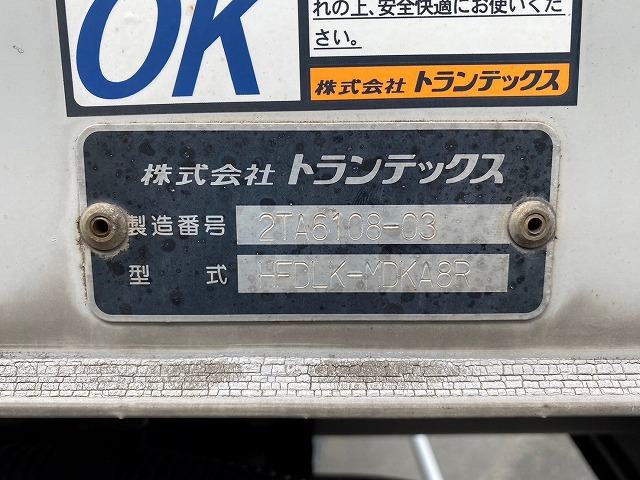 れの上、安全快適にお使いくだ
さい。
OK
株式会社 トランテックス
株式会社 トランテックス
製造番号 2TA6108-03
型式 HFDLK-MDKA8R